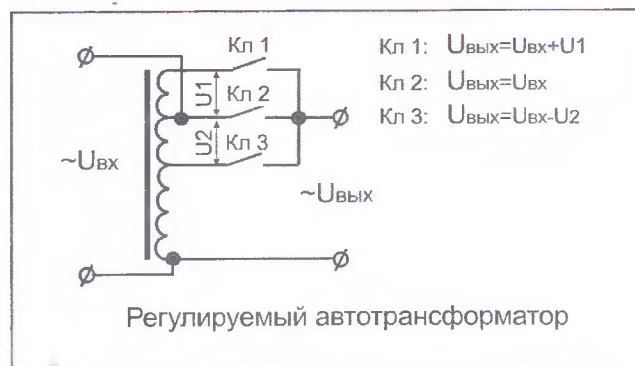 Кл 1
Кл 1: Uвых=Uвх+U1
U1
Кл 2
Кл 2: Uвых=Uвх
U2
Кл 3
Кл 3: Uвых=Uвх-U2
~Uвх
~Uвых
Регулируемый автотрансформатор